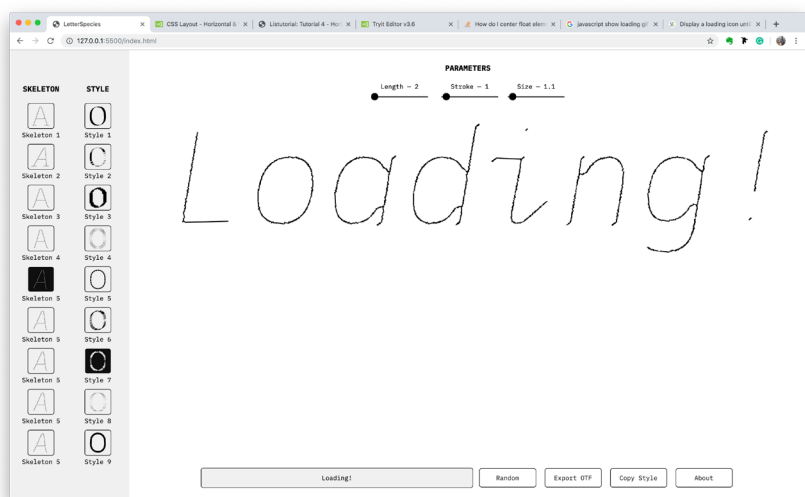 LetterSpecies
CSS Layout - Horizontal &
Listutorial: Tutorial 4 - Hori
Tryit Editor v3.6
How do I center float elem
javascript show loading gif
Display a loading icon until
127.0.0.1:5500/index.html
PARAMETERS
Length — 2
Stroke — 1
Size — 1.1
SKELETON
STYLE
Skeleton 1
Style 1
Skeleton 2
Style 2
Skeleton 3
Style 3
Skeleton 4
Style 4
Skeleton 5
Style 5
Skeleton 5
Style 6
Skeleton 5
Style 7
Skeleton 5
Style 8
Skeleton 5
Style 9
Loading!
Loading!
Random
Export OTF
Copy Style
About